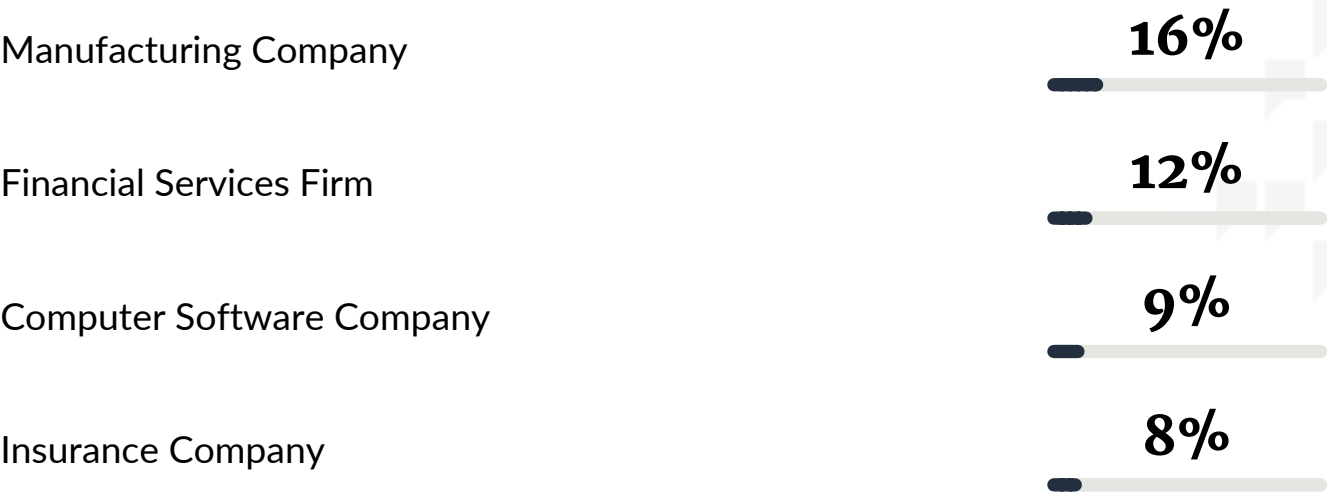 Manufacturing Company 16%
Financial Services Firm 12%
Computer Software Company 9%
Insurance Company 8%